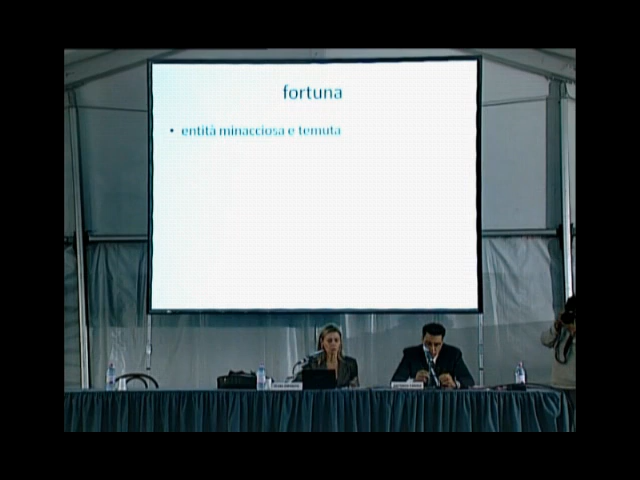 fortuna
• entità minacciosa e temuta